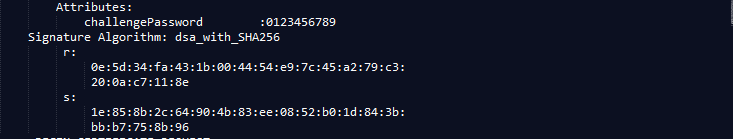 Attributes:
challengePassword :0123456789
Signature Algorithm: dsa_with_SHA256
r:
0e:5d:34:fa:43:1b:00:44:54:e9:7c:45:a2:79:c3:
20:0a:c7:11:8e
s:
1e:85:8b:2c:64:90:4b:83:ee:08:52:b0:1d:84:3b:
bb:b7:75:8b:96